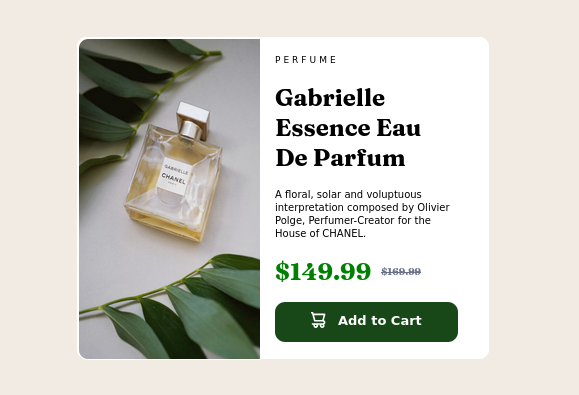 PERFUME
Gabrielle
Essence Eau
De Parfum
A floral, solar and voluptuous
interpretation composed by Olivier
Polge, Perfumer-Creator for the
House of CHANEL.
$149.99 $169.99
Add to Cart
GABRIELLE
CHANEL